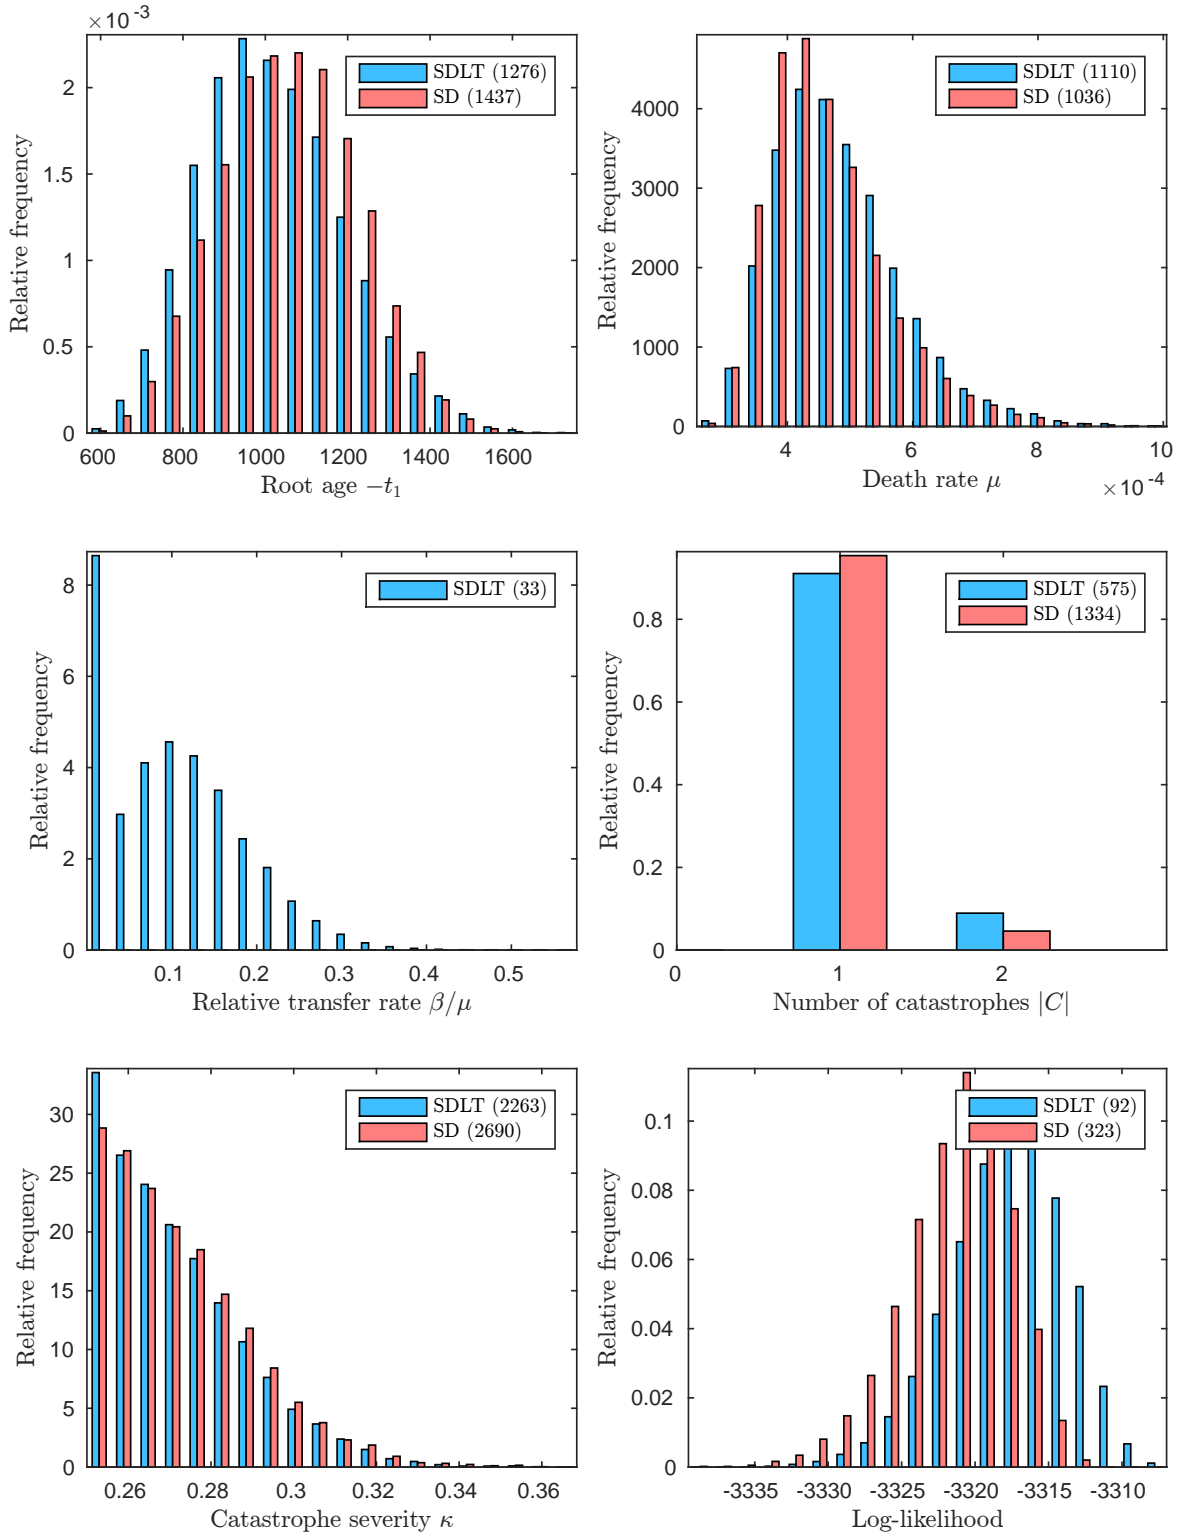 ×10⁻³
2
1.5
1
0.5
0
Relative frequency
SDLT (1276)
SD (1437)
600 800 1000 1200 1400 1600
Root age −t₁
4000
3000
2000
1000
0
Relative frequency
SDLT (1110)
SD (1036)
4 6 8 10
×10⁻⁴
Death rate μ
8
6
4
2
0
Relative frequency
SDLT (33)
0.1 0.2 0.3 0.4 0.5
Relative transfer rate β/μ
0.8
0.6
0.4
0.2
0
Relative frequency
SDLT (575)
SD (1334)
0 1 2
Number of catastrophes |C|
30
25
20
15
10
5
0
Relative frequency
SDLT (2263)
SD (2690)
0.26 0.28 0.3 0.32 0.34 0.36
Catastrophe severity κ
0.1
0.08
0.06
0.04
0.02
0
Relative frequency
SDLT (92)
SD (323)
-3335 -3330 -3325 -3320 -3315 -3310
Log-likelihood